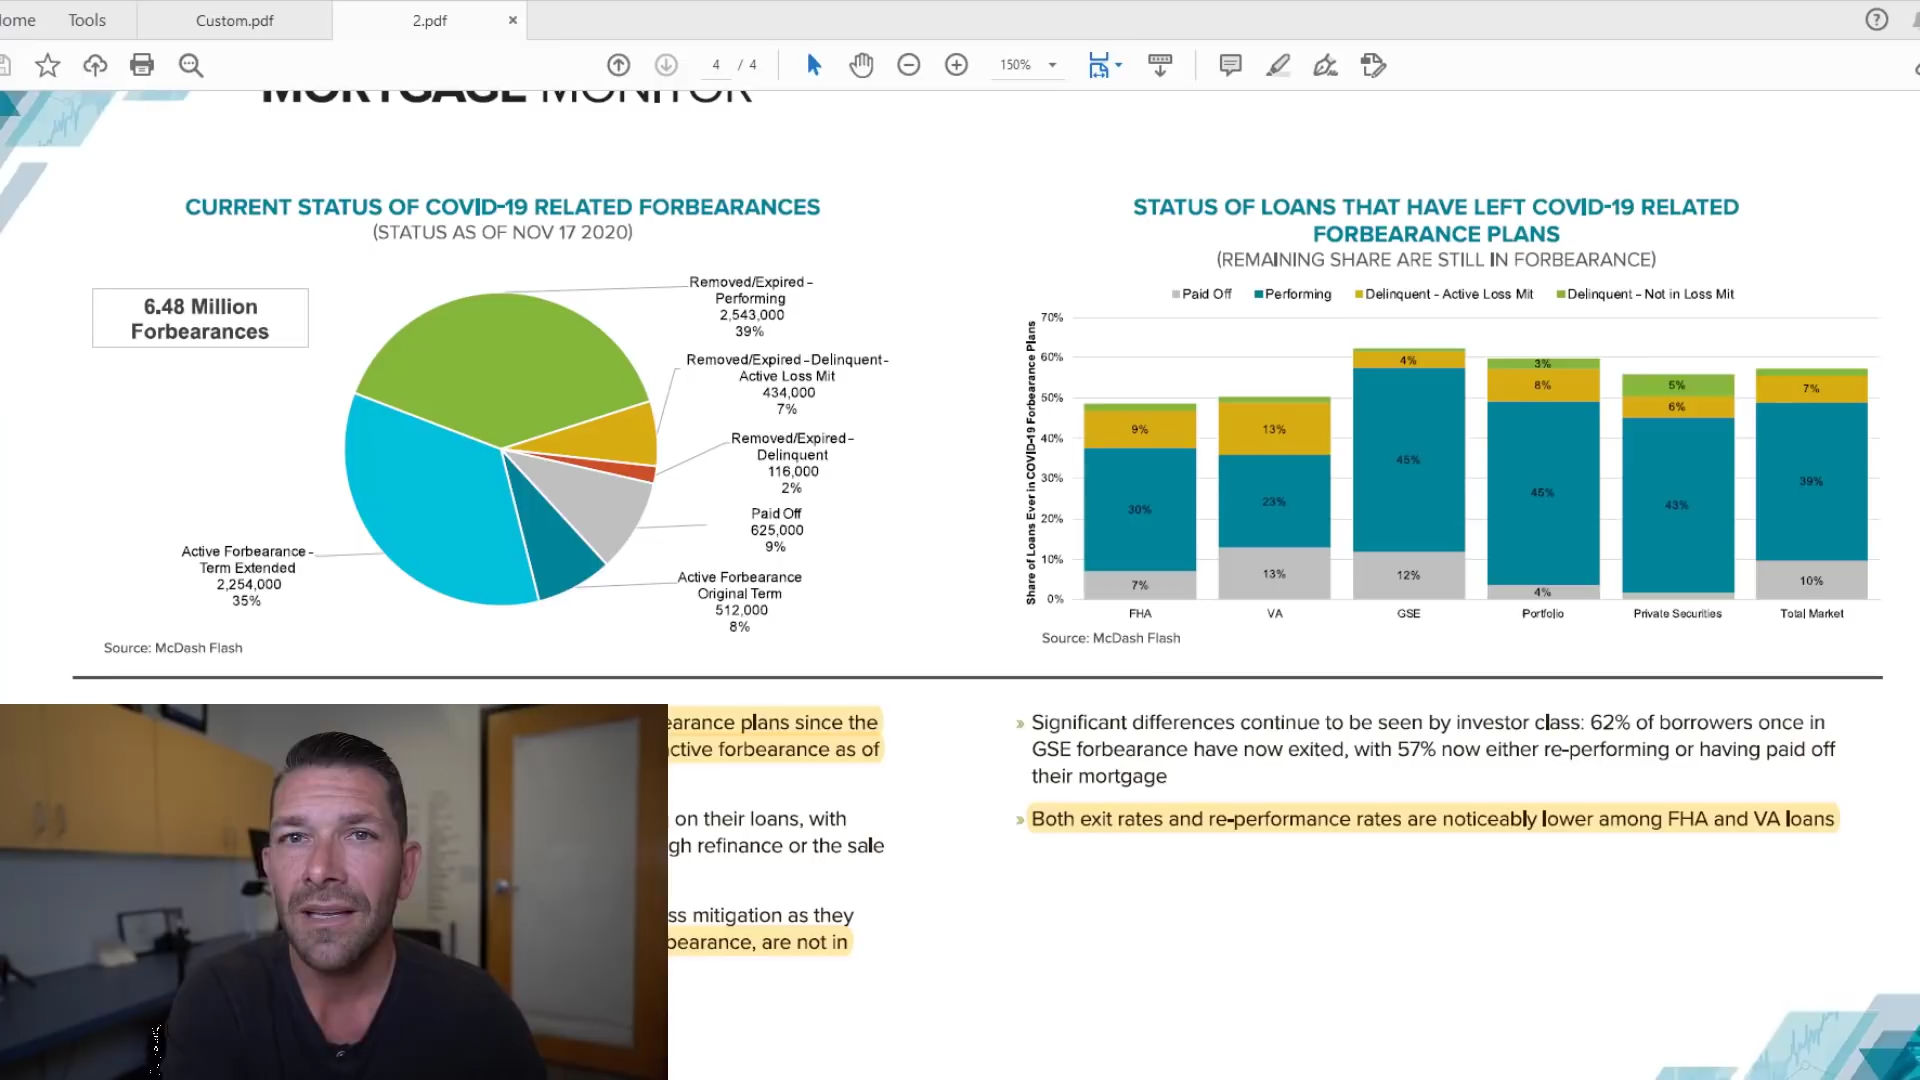 ome Tools Custom.pdf 2.pdf ×
4 / 4 150%
MORTGAGE MONITOR
CURRENT STATUS OF COVID-19 RELATED FORBEARANCES
(STATUS AS OF NOV 17 2020)
6.48 Million
Forbearances
Removed/Expired –
Performing
2,543,000
39%
Removed/Expired – Delinquent -
Active Loss Mit
434,000
7%
Removed/Expired –
Delinquent
116,000
2%
Paid Off
625,000
9%
Active Forbearance
Original Term
512,000
8%
Active Forbearance -
Term Extended
2,254,000
35%
Source: McDash Flash
STATUS OF LOANS THAT HAVE LEFT COVID-19 RELATED
FORBEARANCE PLANS
(REMAINING SHARE ARE STILL IN FORBEARANCE)
Paid Off Performing Delinquent - Active Loss Mit Delinquent – Not in Loss Mit
Share of Loans Ever in COVID-19 Forbearance Plans
70%
60%
50%
40%
30%
20%
10%
0%
9%
30%
7%
13%
23%
13%
4%
45%
12%
3%
8%
45%
4%
5%
6%
43%
7%
39%
10%
FHA VA GSE Portfolio Private Securities Total Market
Source: McDash Flash
earance plans since the
ctive forbearance as of
on their loans, with
gh refinance or the sale
ss mitigation as they
bearance, are not in
» Significant differences continue to be seen by investor class: 62% of borrowers once in
GSE forbearance have now exited, with 57% now either re-performing or having paid off
their mortgage
» Both exit rates and re-performance rates are noticeably lower among FHA and VA loans